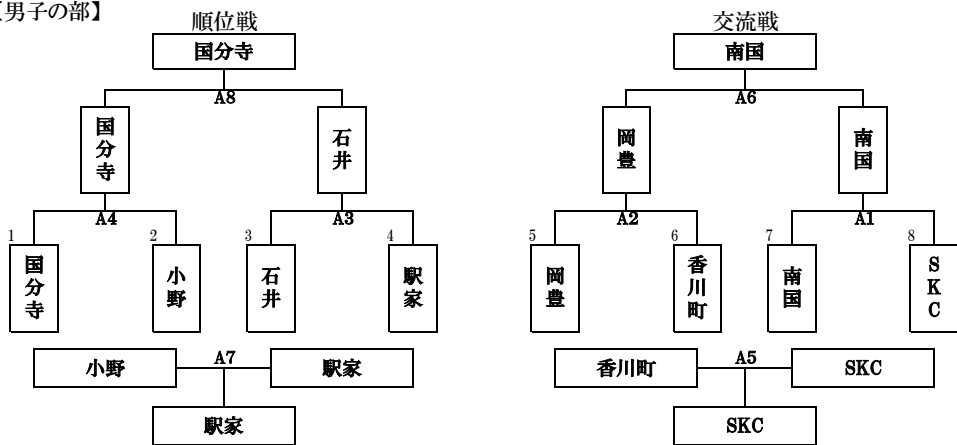 【男子の部】
順位戦
国分寺
A8
国分寺
石井
A4
A3
1
2
3
4
国分寺
小野
石井
駅家
小野
A7
駅家
駅家
交流戦
南国
A6
岡豊
南国
A2
A1
5
6
7
8
岡豊
香川町
南国
SKC
香川町
A5
SKC
SKC